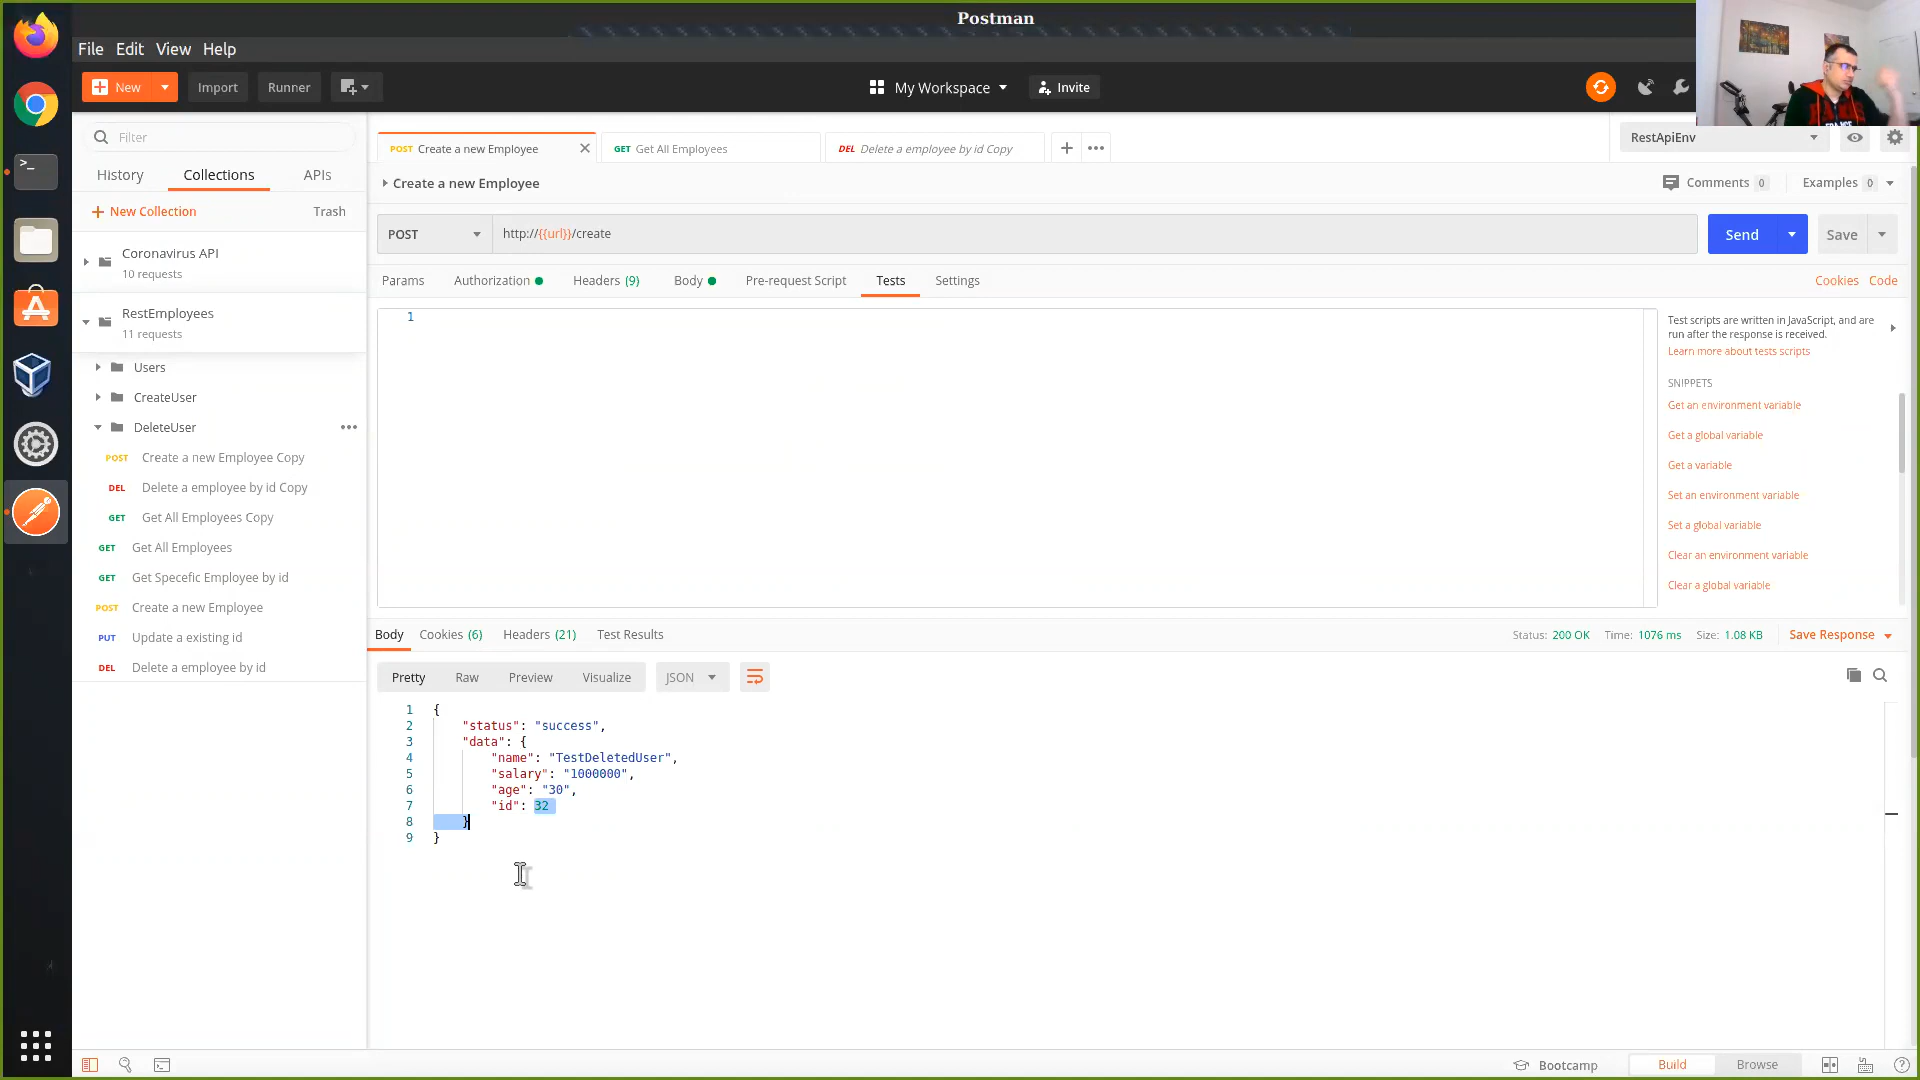 Postman
File Edit View Help
New Import Runner My Workspace Invite
Filter
History Collections APIs
New Collection Trash
Coronavirus API
10 requests
RestEmployees
11 requests
Users
CreateUser
DeleteUser
POST Create a new Employee Copy
DEL Delete a employee by id Copy
GET Get All Employees Copy
GET Get All Employees
GET Get Specefic Employee by id
POST Create a new Employee
PUT Update a existing id
DEL Delete a employee by id
POST Create a new Employee GET Get All Employees DEL Delete a employee by id Copy
RestApiEnv
Create a new Employee
Comments 0 Examples 0
POST http://{{url}}/create Send Save
Params Authorization Headers (9) Body Pre-request Script Tests Settings Cookies Code
1
Test scripts are written in JavaScript, and are
run after the response is received.
Learn more about tests scripts
SNIPPETS
Get an environment variable
Get a global variable
Get a variable
Set an environment variable
Set a global variable
Clear an environment variable
Clear a global variable
Body Cookies (6) Headers (21) Test Results Status: 200 OK Time: 1076 ms Size: 1.08 KB Save Response
Pretty Raw Preview Visualize JSON
1 {
2 "status": "success",
3 "data": {
4 "name": "TestDeletedUser",
5 "salary": "1000000",
6 "age": "30",
7 "id": 32
8 }
9 }
Bootcamp Build Browse